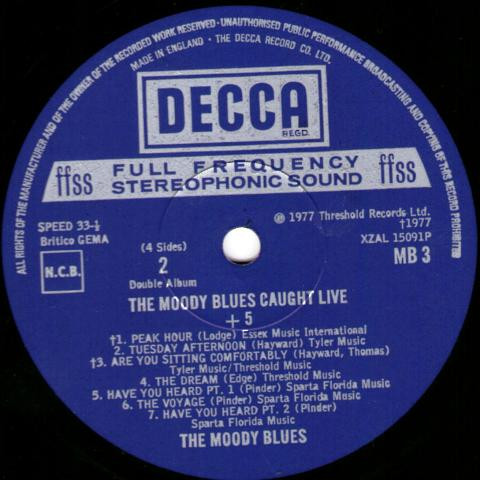 ALL RIGHTS OF THE MANUFACTURER AND OF THE OWNER OF THE RECORDED WORK RESERVED · UNAUTHORISED PUBLIC PERFORMANCE BROADCASTING AND COPYING OF THIS RECORD PROHIBITED
MADE IN ENGLAND · THE DECCA RECORD CO. LTD.
DECCA
REGD.
ffss FULL FREQUENCY ffss
STEREOPHONIC SOUND
SPEED 33-⅓
Britico GEMA
N.C.B.
(4 Sides)
2
Double Album
℗ 1977 Threshold Records Ltd.
†1977
XZAL 15091P
MB 3
THE MOODY BLUES CAUGHT LIVE
+ 5
†1. PEAK HOUR (Lodge) Essex Music International
2. TUESDAY AFTERNOON (Hayward) Tyler Music
†3. ARE YOU SITTING COMFORTABLY (Hayward, Thomas)
Tyler Music/Threshold Music
4. THE DREAM (Edge) Threshold Music
5. HAVE YOU HEARD PT. 1 (Pinder) Sparta Florida Music
6. THE VOYAGE (Pinder) Sparta Florida Music
7. HAVE YOU HEARD PT. 2 (Pinder)
Sparta Florida Music
THE MOODY BLUES